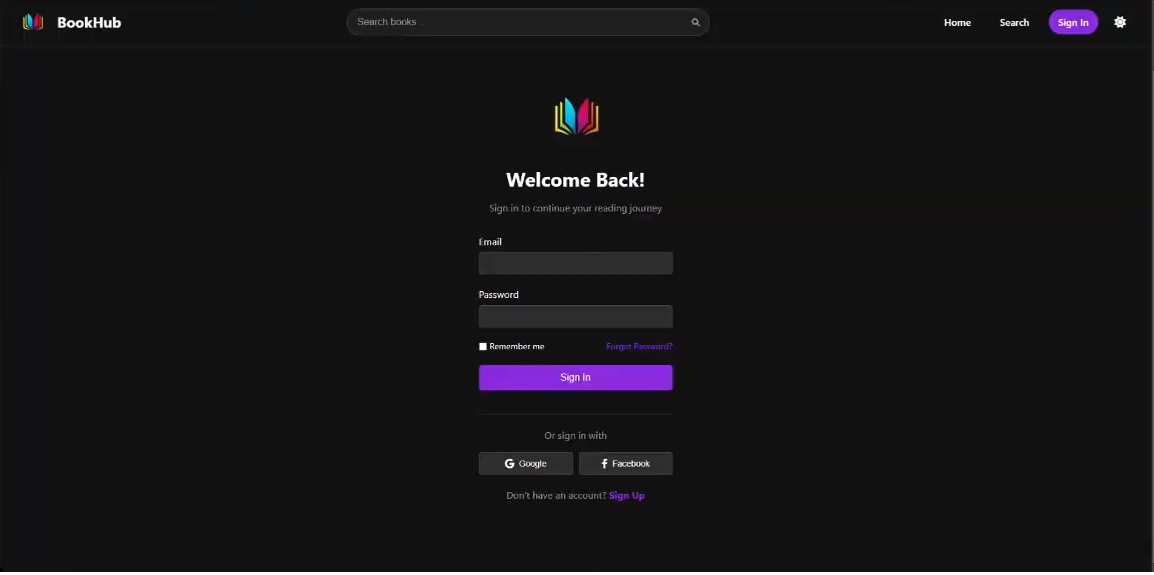 BookHub
Search books...
Home
Search
Sign In
Welcome Back!
Sign in to continue your reading journey
Email
Password
Remember me
Forgot Password?
Sign In
Or sign in with
Google
Facebook
Don't have an account? Sign Up